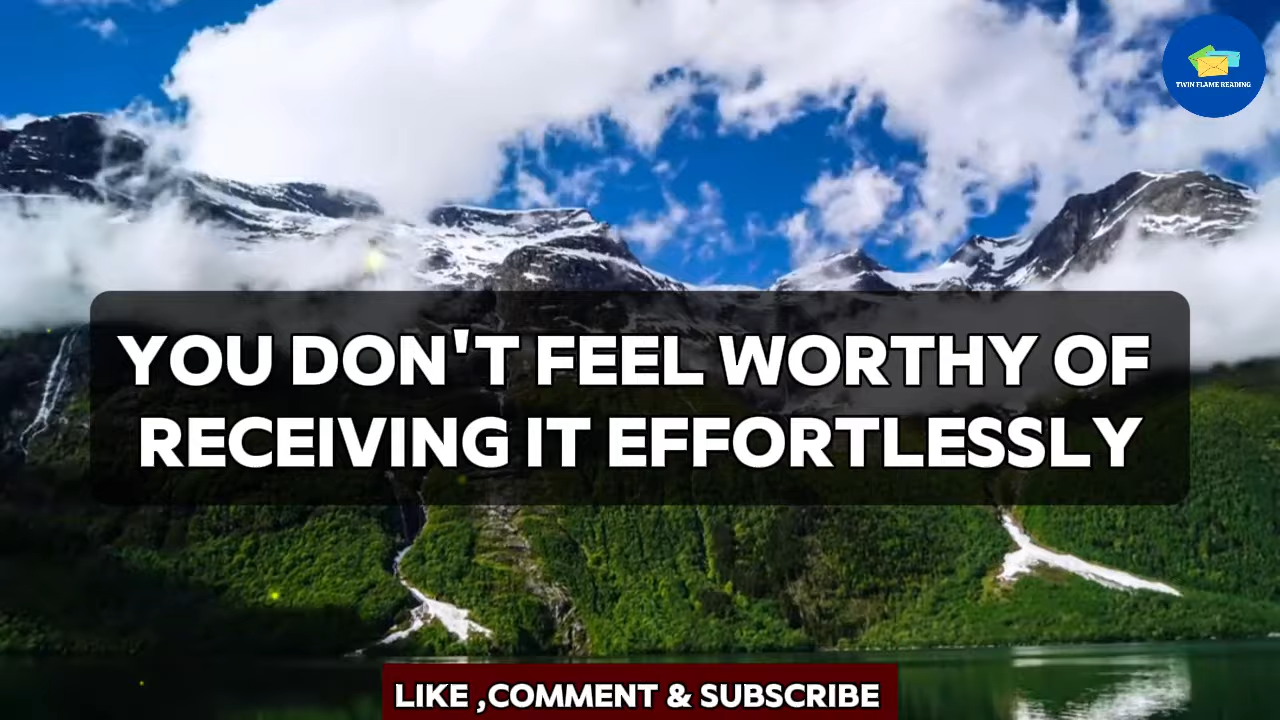 TWIN FLAME READING
YOU DON'T FEEL WORTHY OF
RECEIVING IT EFFORTLESSLY
LIKE ,COMMENT & SUBSCRIBE